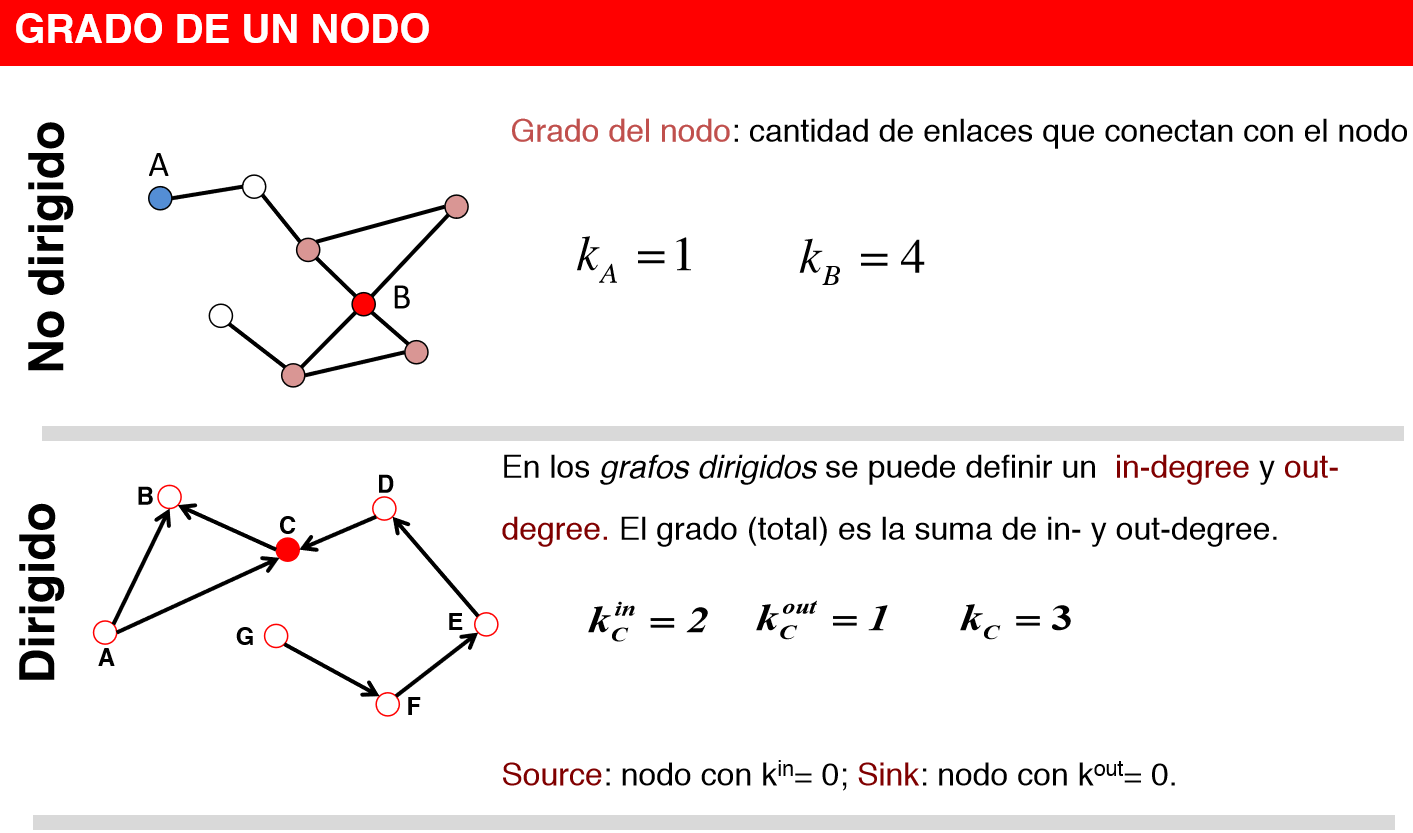 GRADO DE UN NODO
No dirigido
A
B
Grado del nodo: cantidad de enlaces que conectan con el nodo
k_A = 1 k_B = 4
Dirigido
B
D
C
E
G
A
F
En los grafos dirigidos se puede definir un in-degree y out-
degree. El grado (total) es la suma de in- y out-degree.
k_C^in = 2 k_C^out = 1 k_C = 3
Source: nodo con k^in= 0; Sink: nodo con k^out= 0.